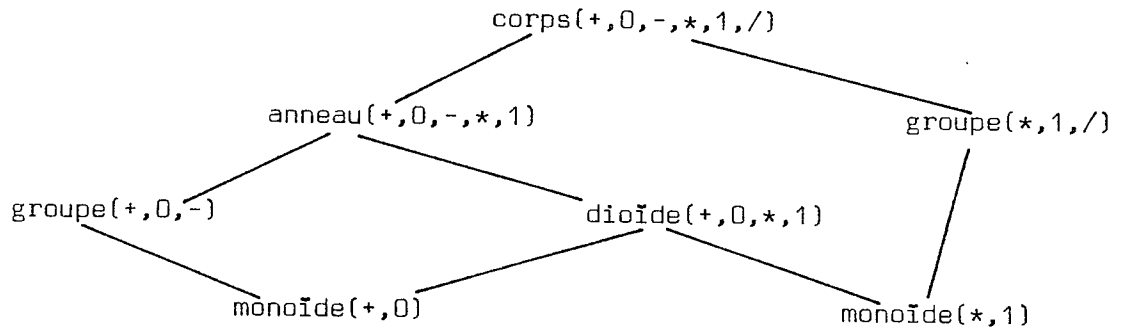 corps(+,0,-,*,1,/)
anneau(+,0,-,*,1)
groupe(*,1,/)
groupe(+,0,-)
dioïde(+,0,*,1)
monoïde(+,0)
monoïde(*,1)